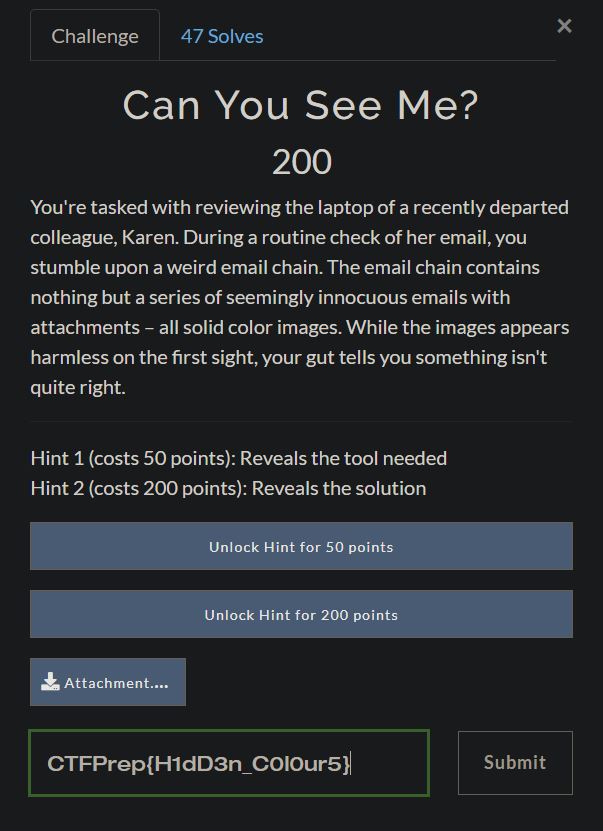 Challenge
47 Solves
×
Can You See Me?
200
You're tasked with reviewing the laptop of a recently departed
colleague, Karen. During a routine check of her email, you
stumble upon a weird email chain. The email chain contains
nothing but a series of seemingly innocuous emails with
attachments – all solid color images. While the images appears
harmless on the first sight, your gut tells you something isn't
quite right.
Hint 1 (costs 50 points): Reveals the tool needed
Hint 2 (costs 200 points): Reveals the solution
Unlock Hint for 50 points
Unlock Hint for 200 points
Attachment....
CTFPrep{H1dD3n_C0l0ur5}
Submit